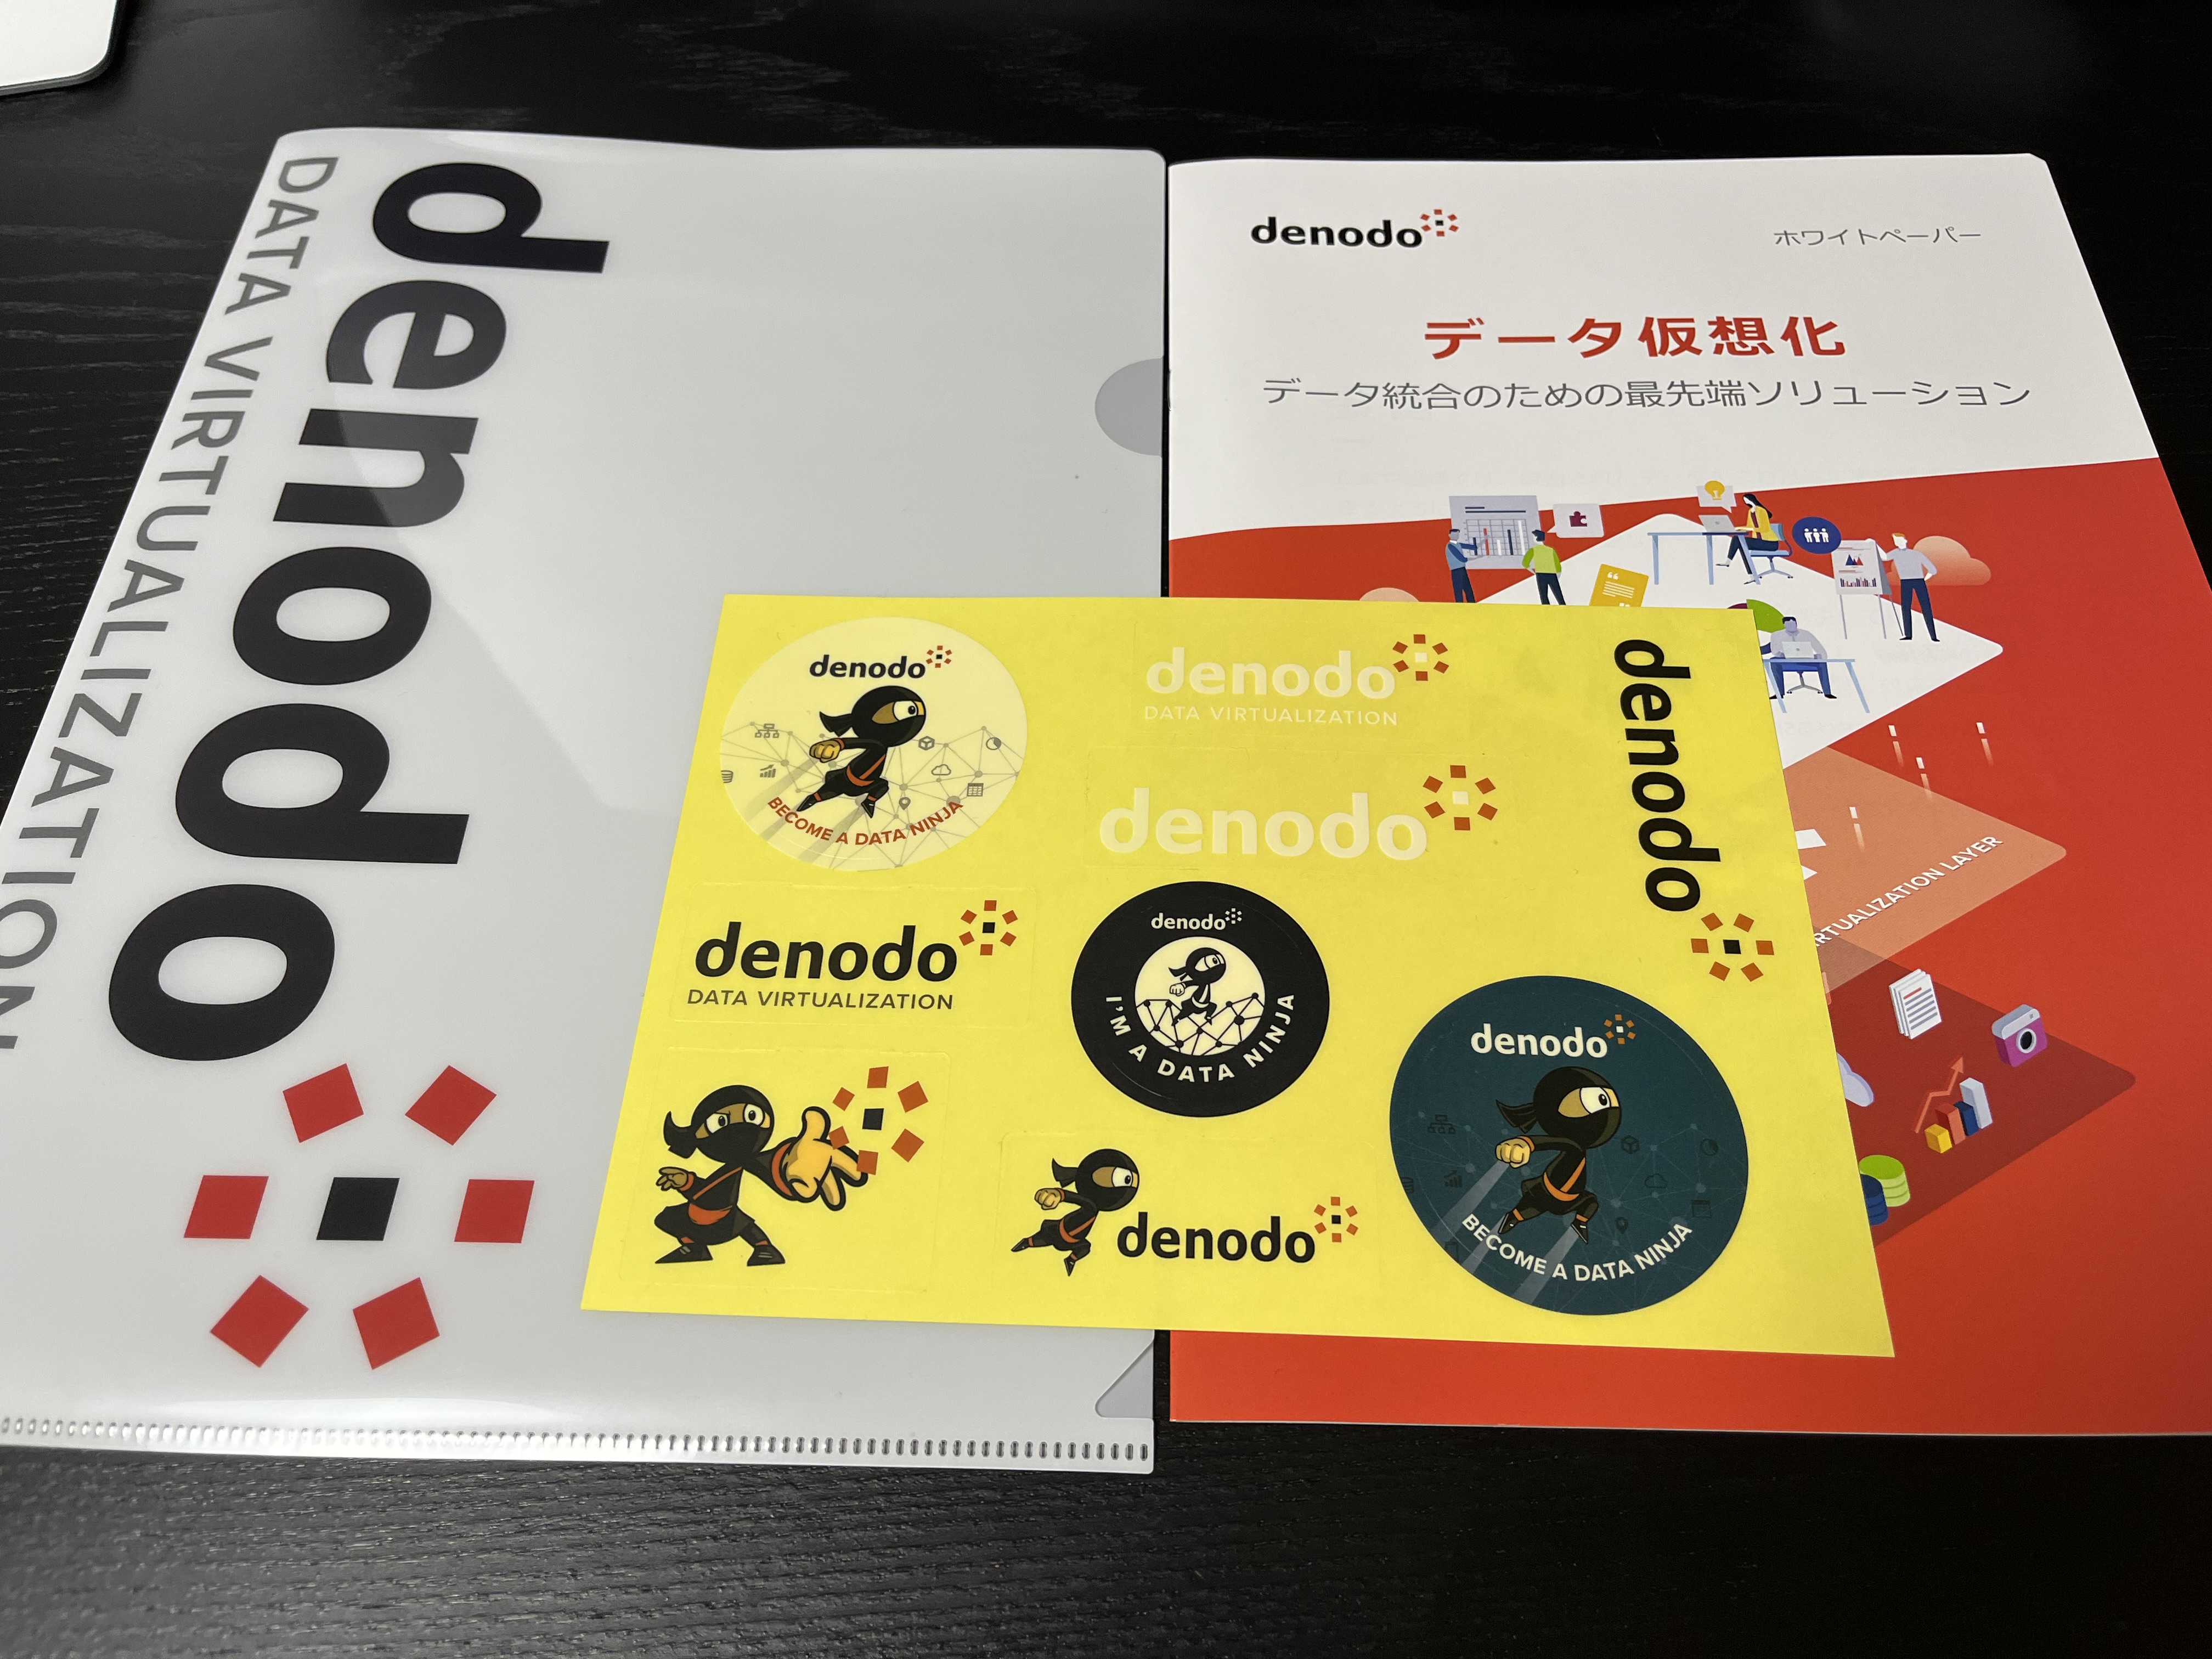 denodo
DATA VIRTUALIZATION
denodo
ホワイトペーパー
データ仮想化
データ統合のための最先端ソリューション
denodo
BECOME A DATA NINJA
denodo
DATA VIRTUALIZATION
denodo
denodo
denodo
DATA VIRTUALIZATION
denodo
I'M A DATA NINJA
denodo
denodo
BECOME A DATA NINJA
LAYER